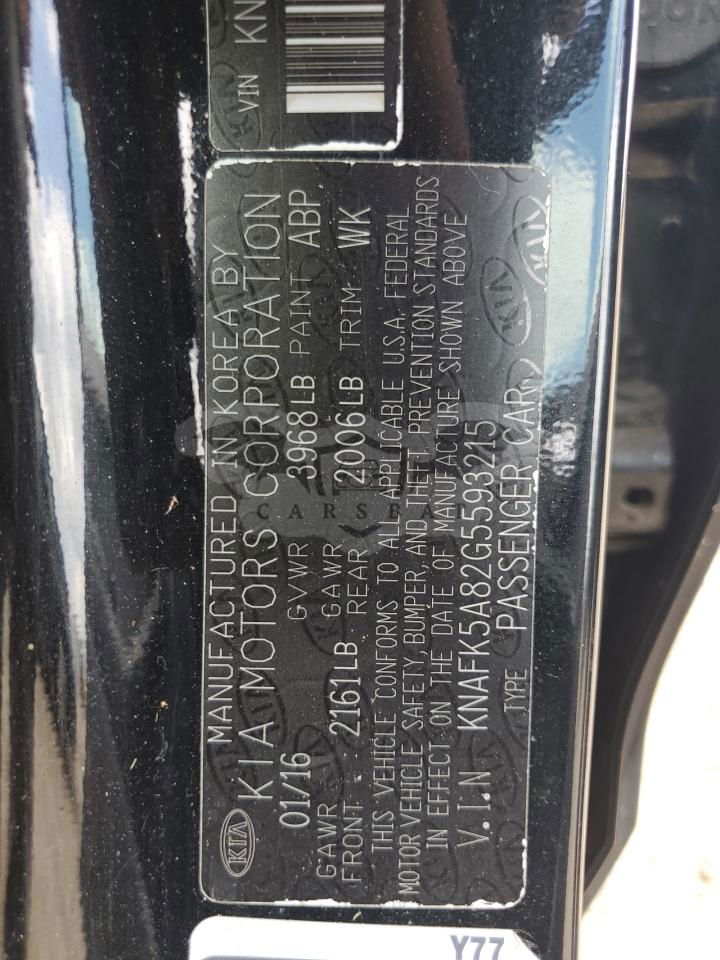 VIN KN
MANUFACTURED IN KOREA BY
KIA MOTORS CORPORATION
01/16 GVWR 3968LB PAINT ABP
GAWR FRONT 2161LB GAWR REAR 2006LB TRIM WK
THIS VEHICLE CONFORMS TO ALL APPLICABLE U.S.A. FEDERAL
MOTOR VEHICLE SAFETY, BUMPER, AND THEFT PREVENTION STANDARDS
IN EFFECT ON THE DATE OF MANUFACTURE SHOWN ABOVE
V.I.N KNAFK5A82G5593215
TYPE PASSENGER CAR
KIA
CARSBAT
Y77